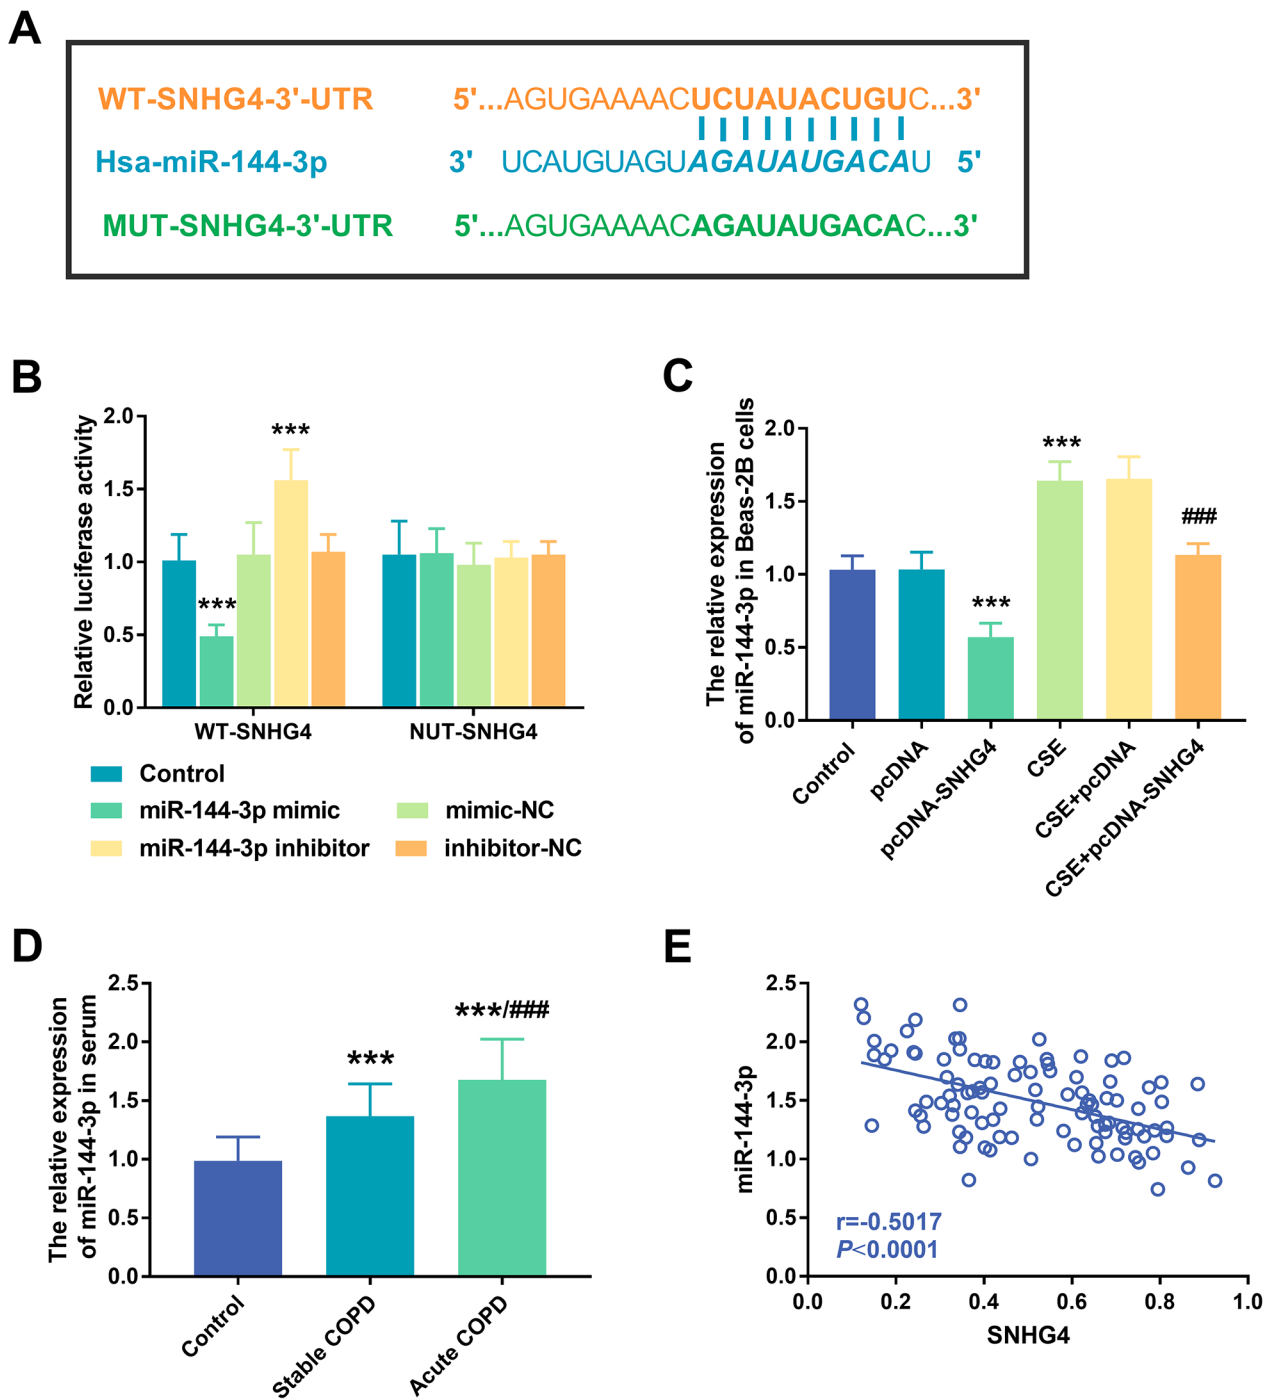 A
WT-SNHG4-3'-UTR 5'...AGUGAAAACUCUAUACUGUC...3'
Hsa-miR-144-3p 3' UCAUGUAGUAGAUAUGACAU 5'
MUT-SNHG4-3'-UTR 5'...AGUGAAAACAGAUAUGACAC...3'
B
Relative luciferase activity
2.0
1.5
1.0
0.5
0.0
***
***
WT-SNHG4
NUT-SNHG4
Control
miR-144-3p mimic
mimic-NC
miR-144-3p inhibitor
inhibitor-NC
C
The relative expression
of miR-144-3p in Beas-2B cells
2.0
1.5
1.0
0.5
0.0
***
***
###
Control
pcDNA
pcDNA-SNHG4
CSE
CSE+pcDNA
CSE+pcDNA-SNHG4
D
The relative expression
of miR-144-3p in serum
2.5
2.0
1.5
1.0
0.5
0.0
***
***/###
Control
Stable COPD
Acute COPD
E
miR-144-3p
2.5
2.0
1.5
1.0
0.5
0.0
r=-0.5017
P<0.0001
0.0 0.2 0.4 0.6 0.8 1.0
SNHG4